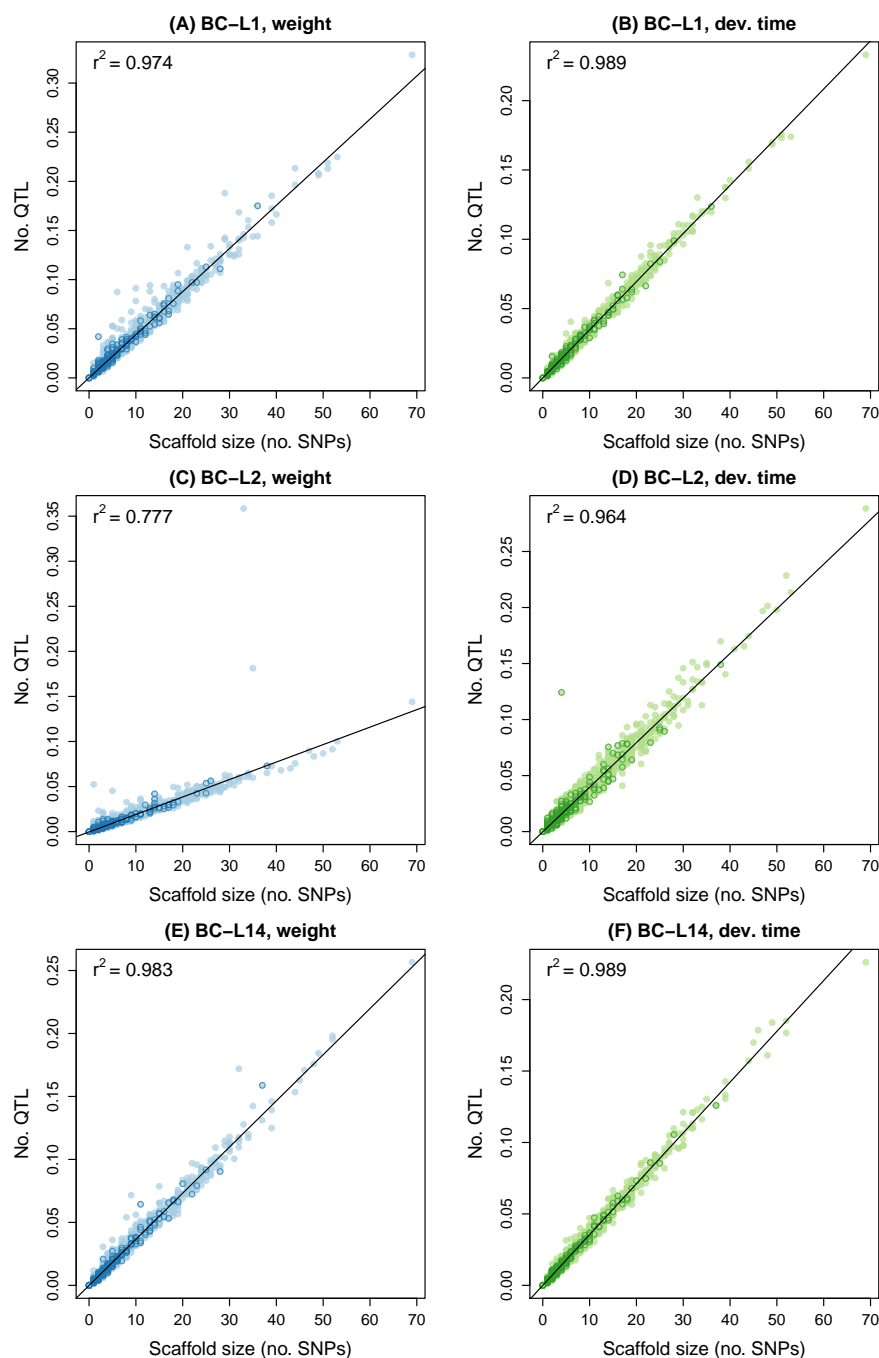 (A) BC−L1, weight
r² = 0.974
No. QTL
0.00 0.05 0.10 0.15 0.20 0.25 0.30
0 10 20 30 40 50 60 70
Scaffold size (no. SNPs)
(B) BC−L1, dev. time
r² = 0.989
No. QTL
0.00 0.05 0.10 0.15 0.20
0 10 20 30 40 50 60 70
Scaffold size (no. SNPs)
(C) BC−L2, weight
r² = 0.777
No. QTL
0.00 0.05 0.10 0.15 0.20 0.25 0.30 0.35
0 10 20 30 40 50 60 70
Scaffold size (no. SNPs)
(D) BC−L2, dev. time
r² = 0.964
No. QTL
0.00 0.05 0.10 0.15 0.20 0.25
0 10 20 30 40 50 60 70
Scaffold size (no. SNPs)
(E) BC−L14, weight
r² = 0.983
No. QTL
0.00 0.05 0.10 0.15 0.20 0.25
0 10 20 30 40 50 60 70
Scaffold size (no. SNPs)
(F) BC−L14, dev. time
r² = 0.989
No. QTL
0.00 0.05 0.10 0.15 0.20
0 10 20 30 40 50 60 70
Scaffold size (no. SNPs)